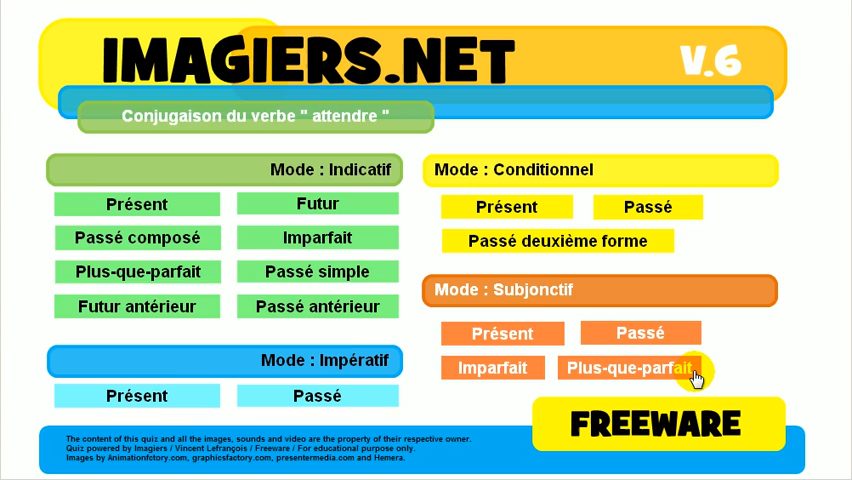 IMAGIERS.NET
V.6
Conjugaison du verbe " attendre "
Mode : Indicatif
Présent
Futur
Passé composé
Imparfait
Plus-que-parfait
Passé simple
Futur antérieur
Passé antérieur
Mode : Impératif
Présent
Passé
Mode : Conditionnel
Présent
Passé
Passé deuxième forme
Mode : Subjonctif
Présent
Passé
Imparfait
Plus-que-parfait
FREEWARE
The content of this quiz and all the images, sounds and video are the property of their respective owner.
Quiz powered by Imagiers / Vincent Lefrançois / Freeware / For educational purpose only.
Images by Animationfctory.com, graphicsfactory.com, presentermedia.com and Hemera.